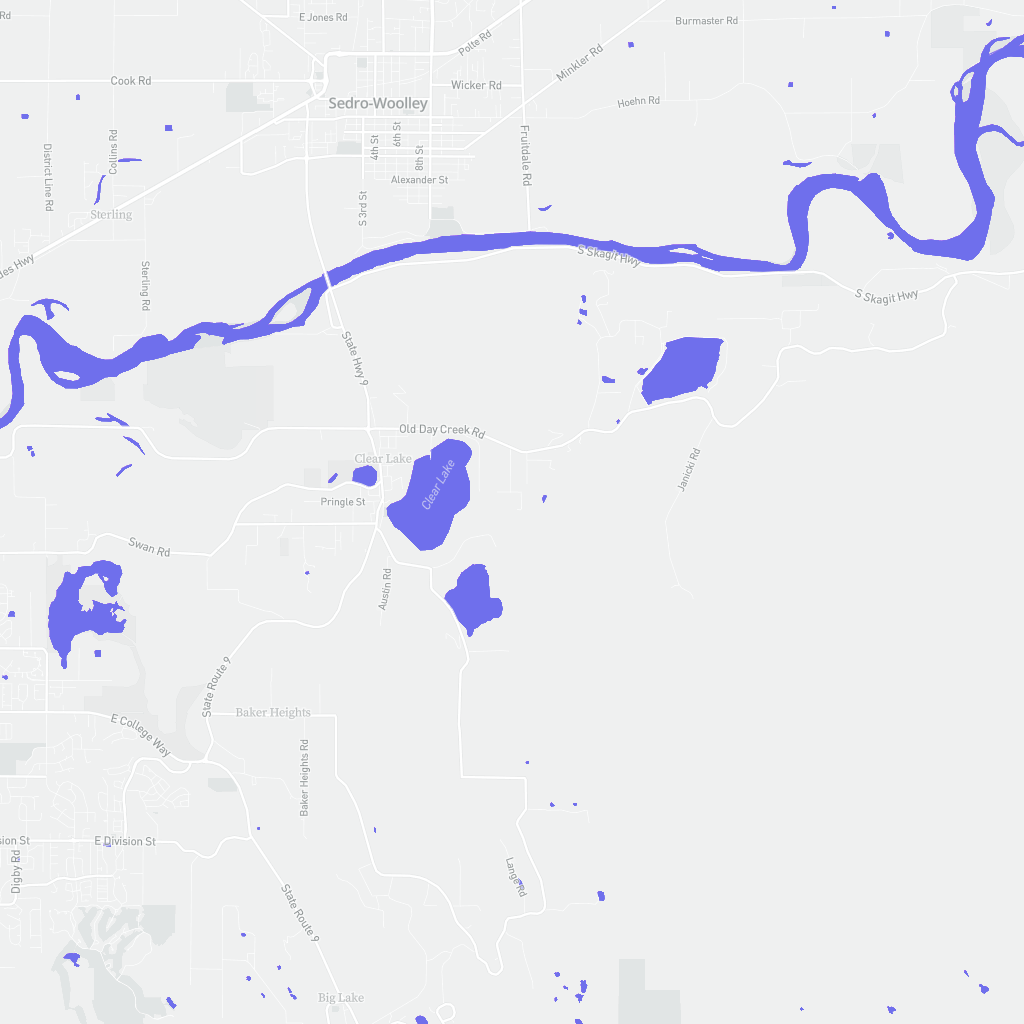 Rd
E Jones Rd
Burmaster Rd
Polte Rd
Minkler Rd
Cook Rd
Wicker Rd
Sedro-Woolley
Hoehn Rd
Collins Rd
4th St
6th St
8th St
Fruitdale Rd
District Line Rd
Alexander St
S 3rd St
Sterling
des Hwy
Sterling Rd
S Skagit Hwy
S Skagit Hwy
State Hwy 9
Old Day Creek Rd
Clear Lake
Clear Lake
Janicki Rd
Pringle St
Swan Rd
Austin Rd
State Route 9
Baker Heights
E College Way
Baker Heights Rd
sion St
E Division St
Digby Rd
Lange Rd
State Route 9
Big Lake